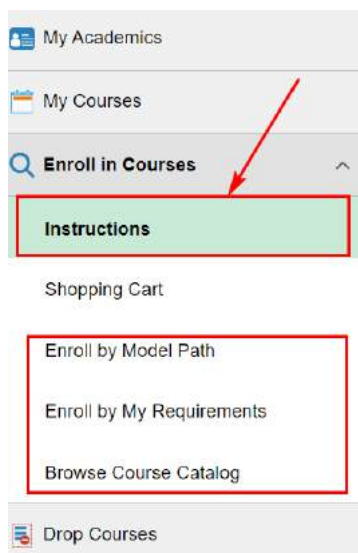 My Academics
My Courses
Enroll in Courses
Instructions
Shopping Cart
Enroll by Model Path
Enroll by My Requirements
Browse Course Catalog
Drop Courses